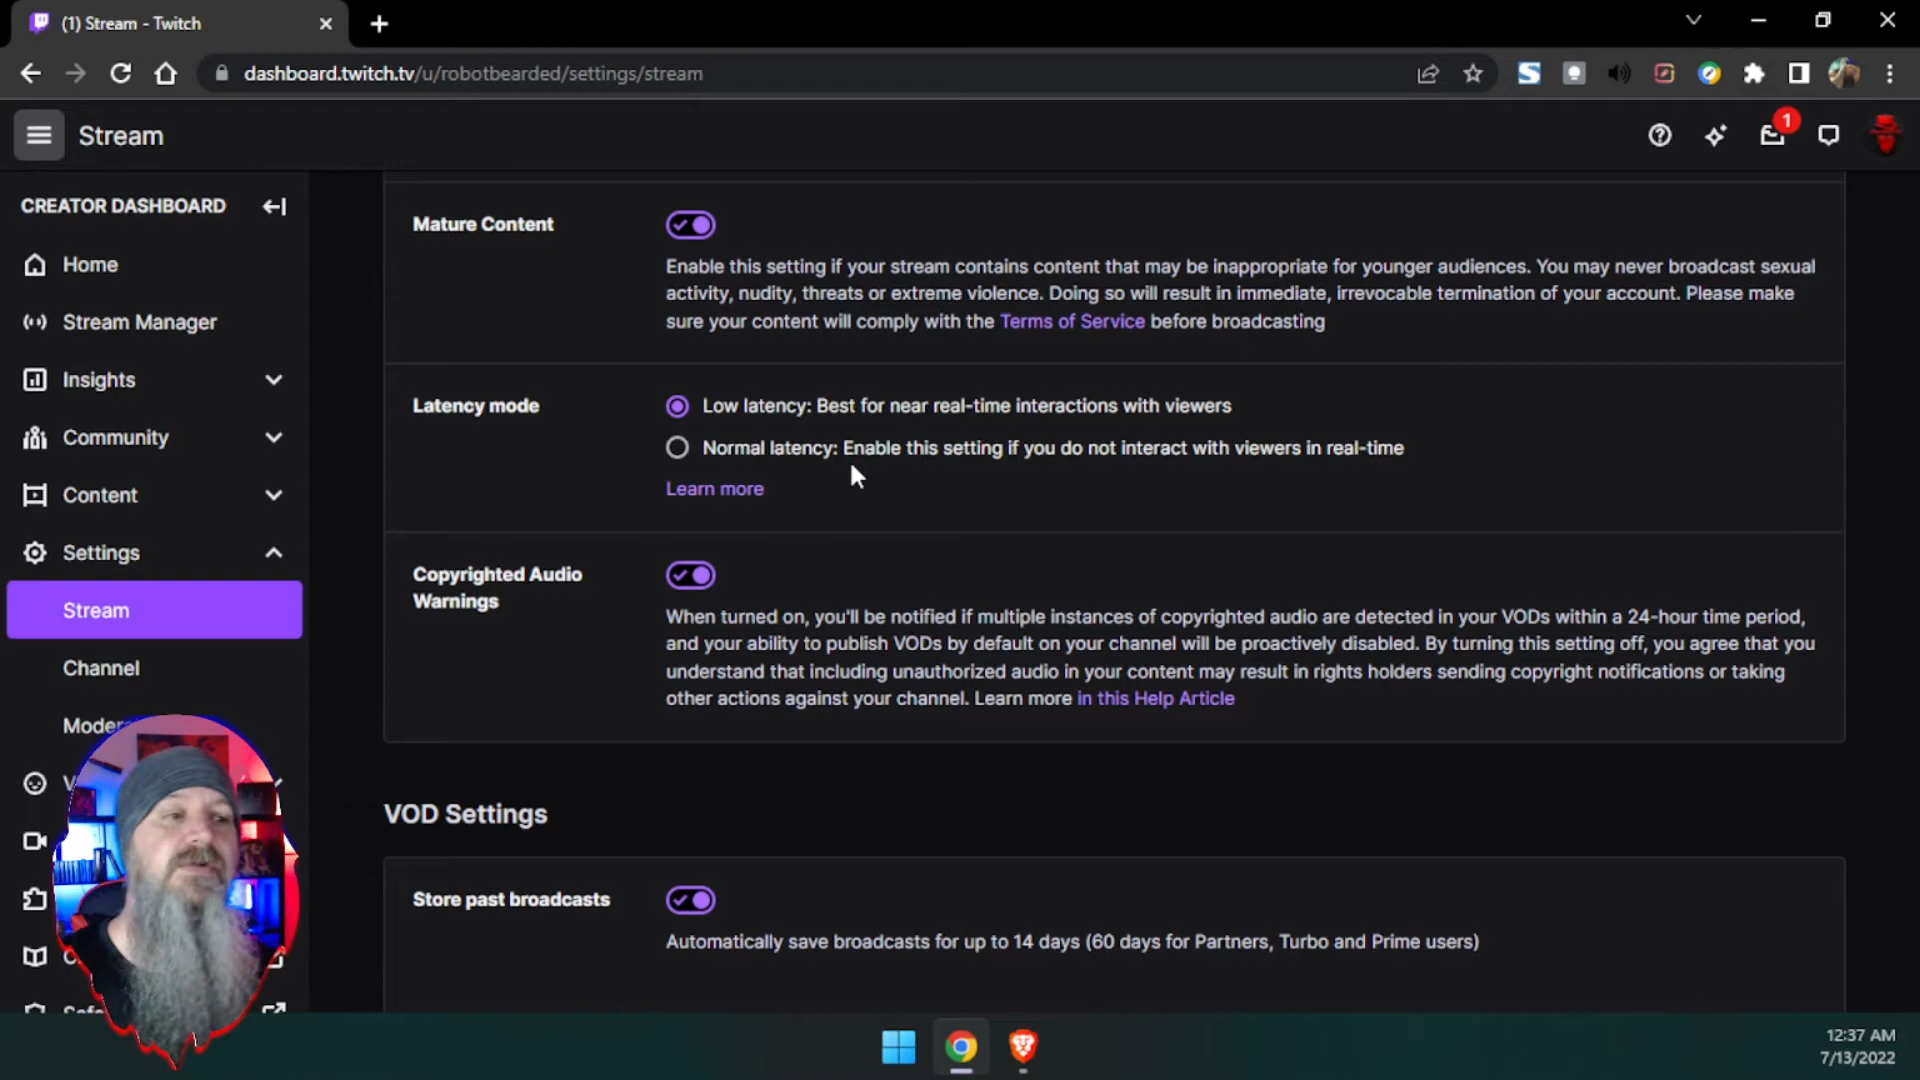 (1) Stream - Twitch
dashboard.twitch.tv/u/robotbearded/settings/stream
Stream
1
CREATOR DASHBOARD
Home
Stream Manager
Insights
Community
Content
Settings
Stream
Channel
Mature Content
Enable this setting if your stream contains content that may be inappropriate for younger audiences. You may never broadcast sexual
activity, nudity, threats or extreme violence. Doing so will result in immediate, irrevocable termination of your account. Please make
sure your content will comply with the Terms of Service before broadcasting
Latency mode
Low latency: Best for near real-time interactions with viewers
Normal latency: Enable this setting if you do not interact with viewers in real-time
Learn more
Copyrighted Audio
Warnings
When turned on, you'll be notified if multiple instances of copyrighted audio are detected in your VODs within a 24-hour time period,
and your ability to publish VODs by default on your channel will be proactively disabled. By turning this setting off, you agree that you
understand that including unauthorized audio in your content may result in rights holders sending copyright notifications or taking
other actions against your channel. Learn more in this Help Article
VOD Settings
Store past broadcasts
Automatically save broadcasts for up to 14 days (60 days for Partners, Turbo and Prime users)
12:37 AM
7/13/2022